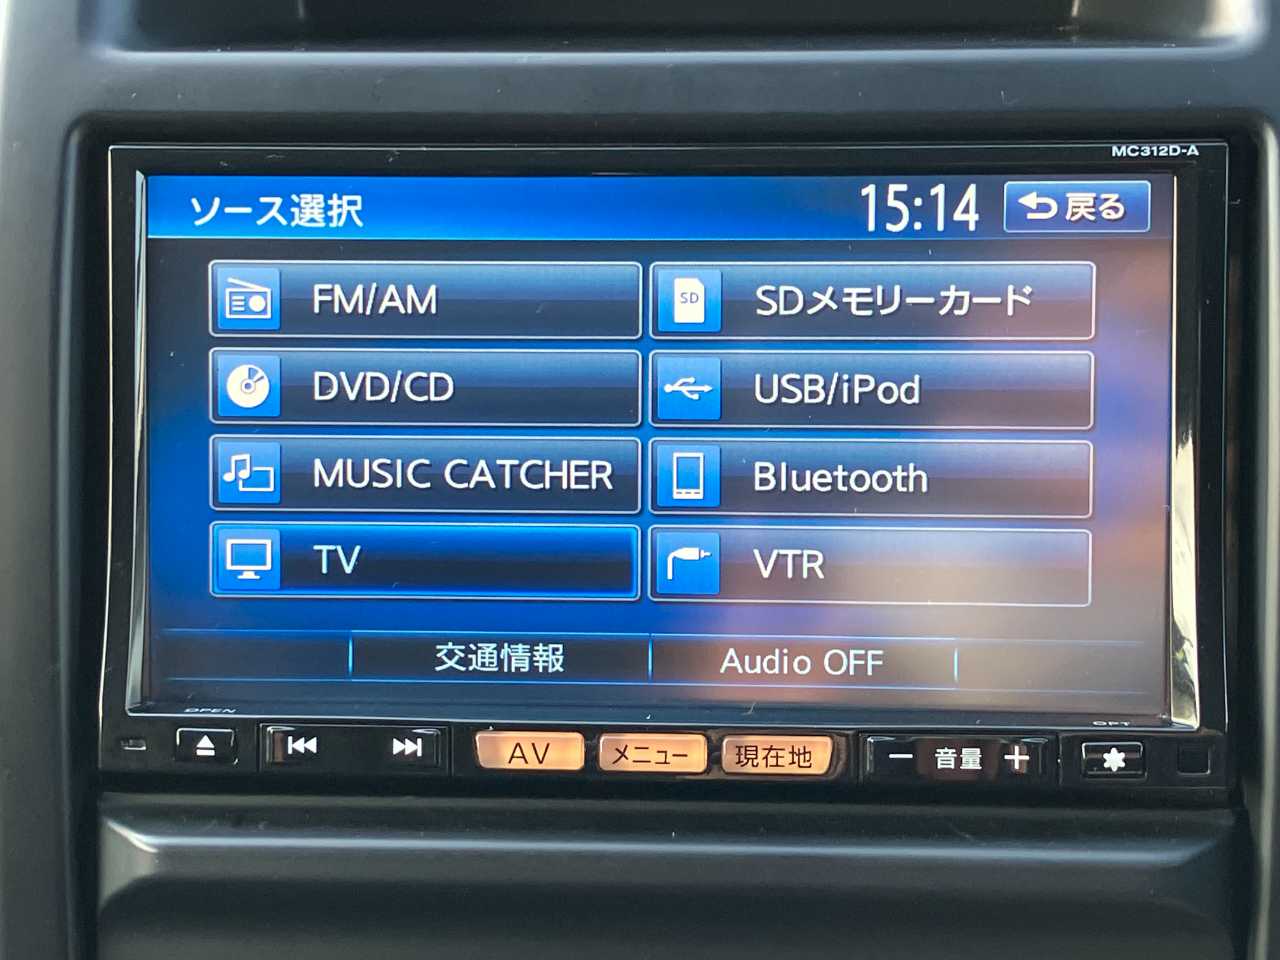 MC312D-A
ソース選択
15:14
戻る
FM/AM
SD
SDメモリーカード
DVD/CD
USB/iPod
MUSIC CATCHER
Bluetooth
TV
VTR
交通情報
Audio OFF
OPEN
OPT
AV
メニュー
現在地
音量